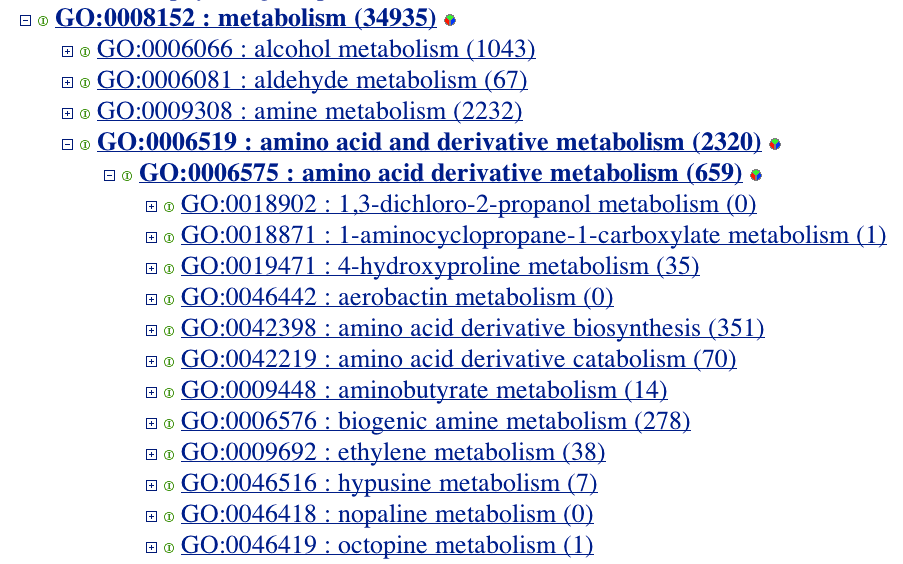 GO:0008152 : metabolism (34935)
GO:0006066 : alcohol metabolism (1043)
GO:0006081 : aldehyde metabolism (67)
GO:0009308 : amine metabolism (2232)
GO:0006519 : amino acid and derivative metabolism (2320)
GO:0006575 : amino acid derivative metabolism (659)
GO:0018902 : 1,3-dichloro-2-propanol metabolism (0)
GO:0018871 : 1-aminocyclopropane-1-carboxylate metabolism (1)
GO:0019471 : 4-hydroxyproline metabolism (35)
GO:0046442 : aerobactin metabolism (0)
GO:0042398 : amino acid derivative biosynthesis (351)
GO:0042219 : amino acid derivative catabolism (70)
GO:0009448 : aminobutyrate metabolism (14)
GO:0006576 : biogenic amine metabolism (278)
GO:0009692 : ethylene metabolism (38)
GO:0046516 : hypusine metabolism (7)
GO:0046418 : nopaline metabolism (0)
GO:0046419 : octopine metabolism (1)